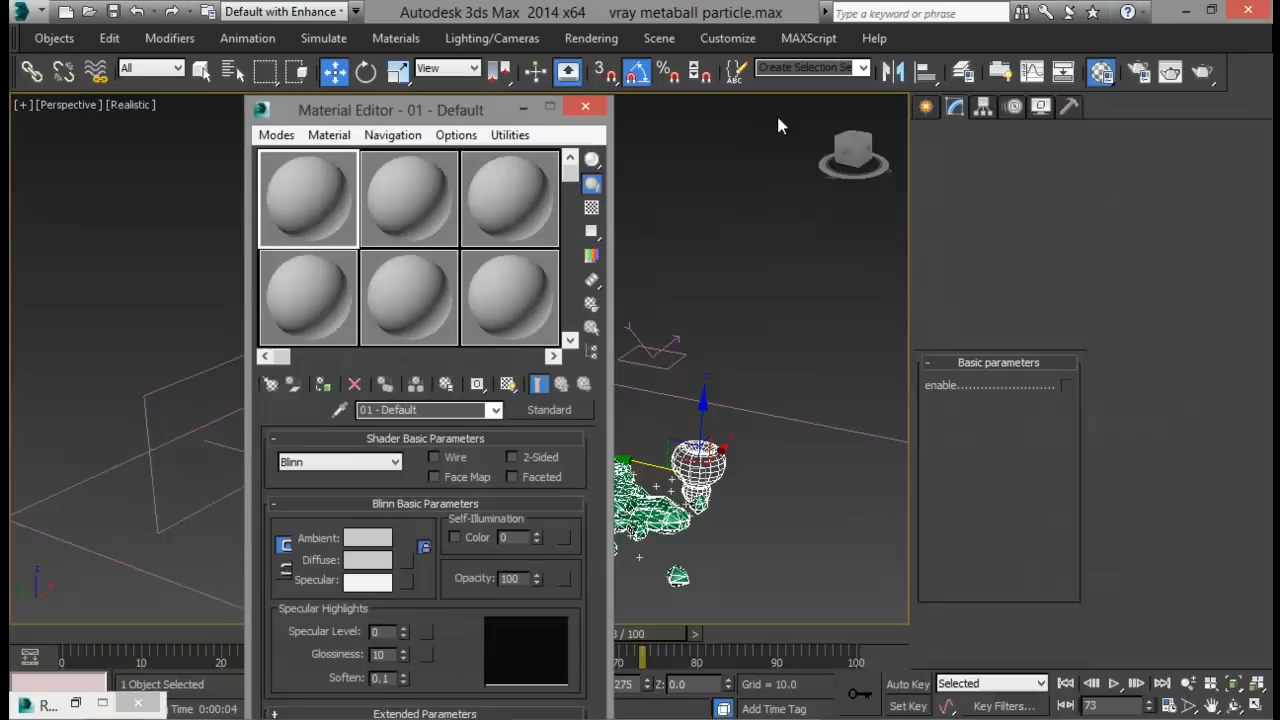 Default with Enhance
Autodesk 3ds Max 2014 x64 vray metaball particle.max
Type a keyword or phrase
Objects Edit Modifiers Animation Simulate Materials Lighting/Cameras Rendering Scene Customize MAXScript Help
All View 3 Create Selection Se
[+] [Perspective] [Realistic]
Material Editor - 01 - Default
Modes Material Navigation Options Utilities
01 - Default Standard
Shader Basic Parameters
Blinn Wire 2-Sided
Face Map Faceted
Blinn Basic Parameters
Self-Illumination
Ambient: Color 0
Diffuse:
Specular: Opacity: 100
Specular Highlights
Specular Level: 0
Glossiness: 10
Soften: 0.1
Extended Parameters
Basic parameters
enable.........................
/ 100
0 10 20 70 80 90 100
1 Object Selected 275 Z: 0.0 Grid = 10.0 Auto Key Selected
R... Time 0:00:04 Add Time Tag Set Key Key Filters... 73